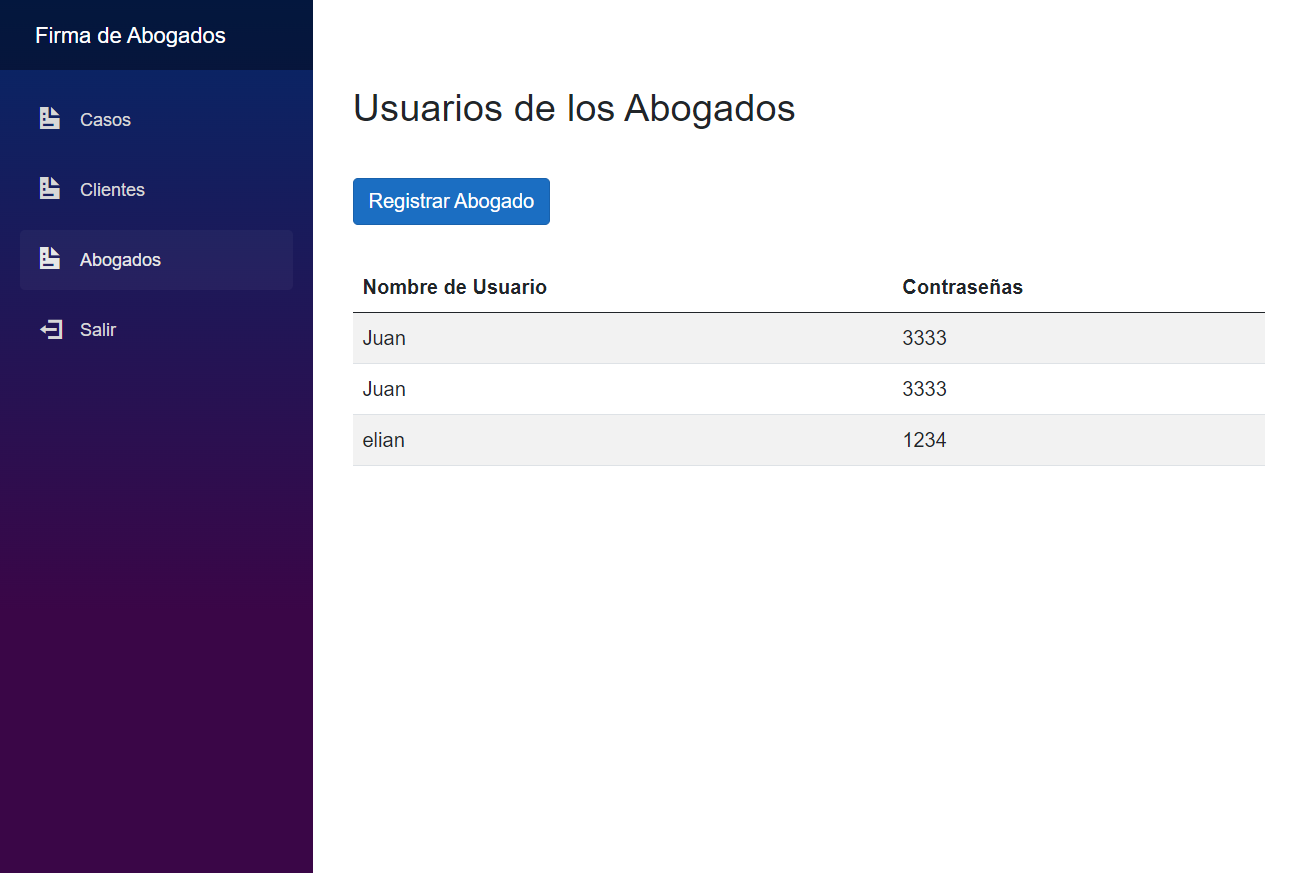 Firma de Abogados
Casos
Clientes
Abogados
Salir
Usuarios de los Abogados
Registrar Abogado
Nombre de Usuario Contraseñas
Juan 3333
Juan 3333
elian 1234